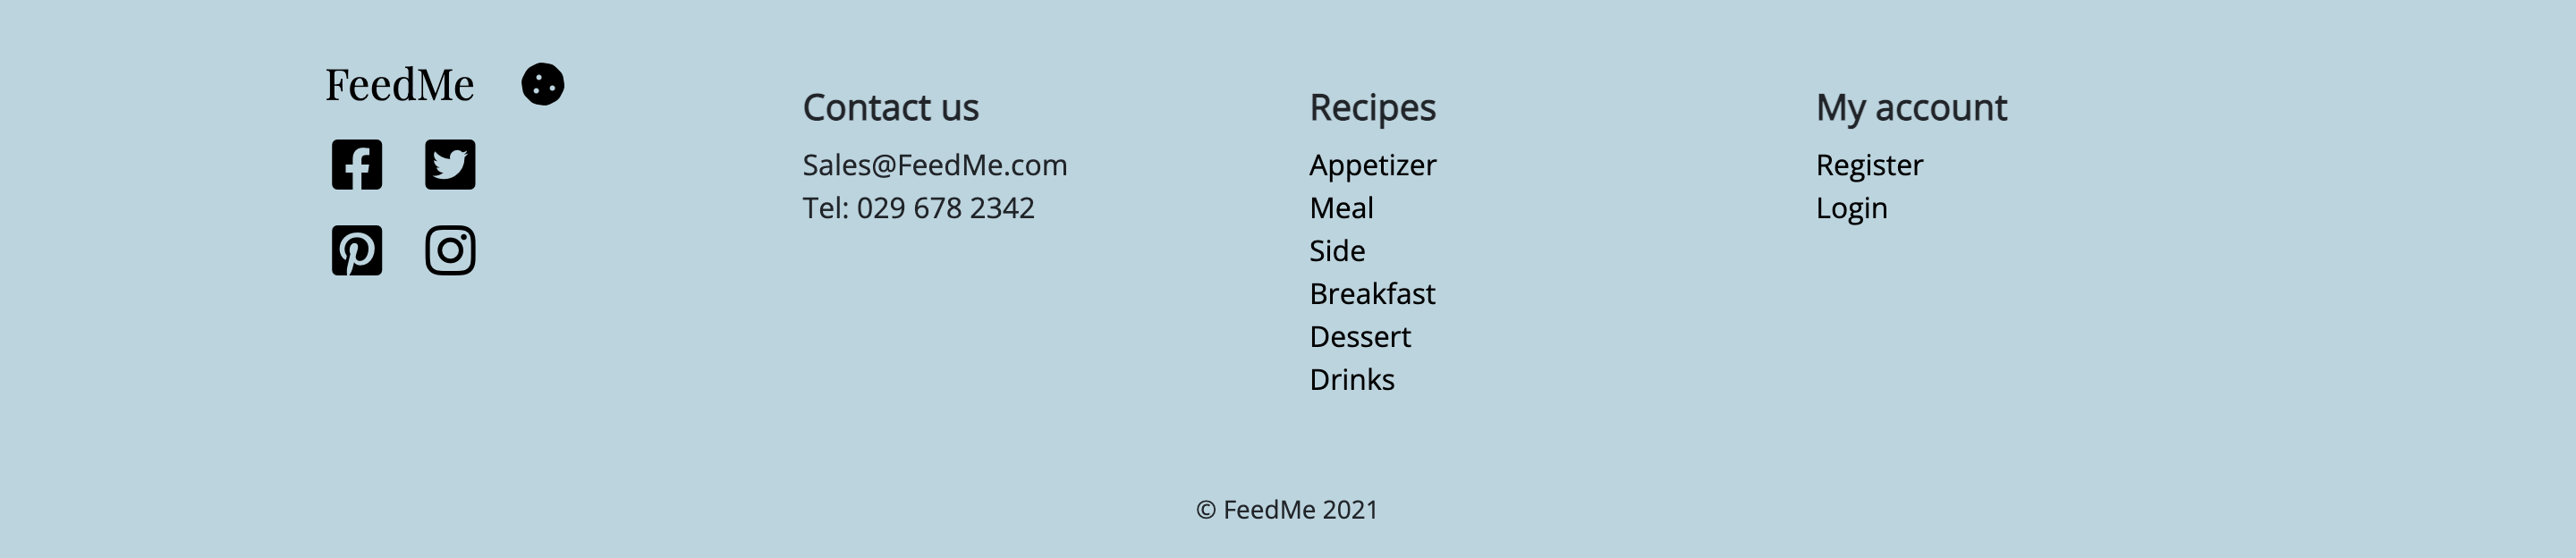 FeedMe
Contact us
Sales@FeedMe.com
Tel: 029 678 2342
Recipes
Appetizer
Meal
Side
Breakfast
Dessert
Drinks
My account
Register
Login
© FeedMe 2021